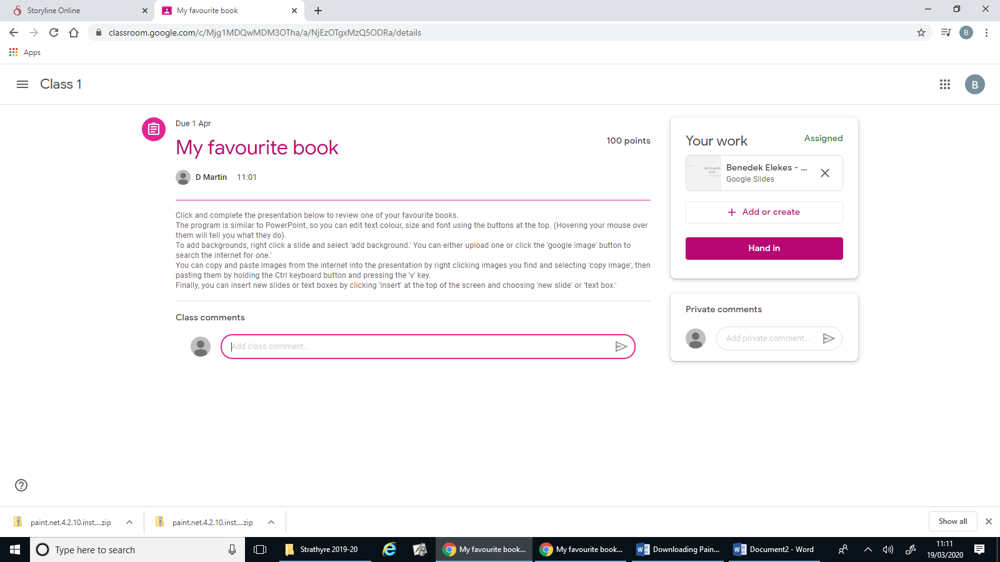 Storyline Online
My favourite book
classroom.google.com/c/Mjg1MDQwMDM3OTha/a/NjEzOTgxMzQ5ODRa/details
B
Apps
Class 1
B
Due 1 Apr
My favourite book
100 points
D Martin 11:01
Click and complete the presentation below to review one of your favourite books.
The program is similar to PowerPoint, so you can edit text colour, size and font using the buttons at the top. (Hovering your mouse over
them will tell you what they do).
To add backgrounds, right click a slide and select 'add background.' You can either upload one or click the 'google image' button to
search the internet for one.'
You can copy and paste images from the internet into the presentation by right clicking images you find and selecting 'copy image', then
pasting them by holding the Ctrl keyboard button and pressing the 'v' key.
Finally, you can insert new slides or text boxes by clicking 'insert' at the top of the screen and choosing 'new slide' or 'text box.'
Class comments
Add class comment...
Your work
Assigned
My favourite
book
Benedek Elekes - ...
Google Slides
Add or create
Hand in
Private comments
Add private comment...
paint.net.4.2.10.inst....zip
paint.net.4.2.10.inst....zip
Show all
Type here to search
Strathyre 2019-20
My favourite book...
My favourite book...
Downloading Pain...
Document2 - Word
11:11
19/03/2020